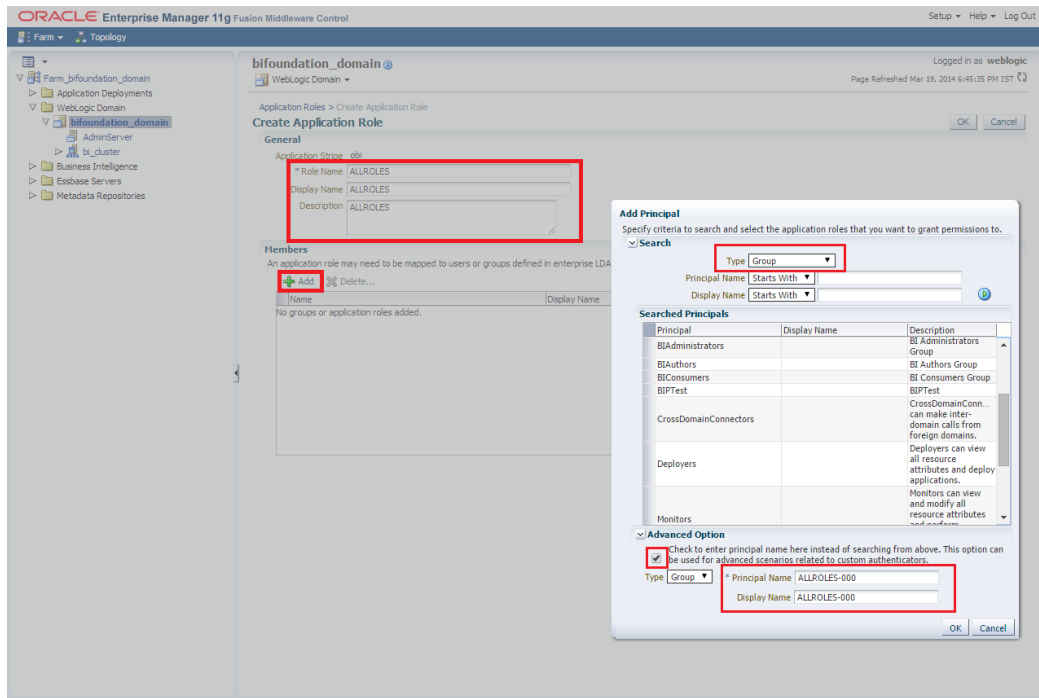 ORACLE Enterprise Manager 11g Fusion Middleware Control
Setup Help Log Out
Farm Topology
Farm_bifoundation_domain
Application Deployments
WebLogic Domain
bifoundation_domain
AdminServer
bi_cluster
Business Intelligence
Essbase Servers
Metadata Repositories
bifoundation_domain
Logged in as weblogic
WebLogic Domain
Page Refreshed Mar 19, 2014 6:45:35 PM IST
Application Roles > Create Application Role
Create Application Role
OK Cancel
General
Application Stripe obi
* Role Name ALLROLES
Display Name ALLROLES
Description ALLROLES
Members
An application role may need to be mapped to users or groups defined in enterprise LDA
Add Delete...
Name Display Name
No groups or application roles added.
Add Principal
Specify criteria to search and select the application roles that you want to grant permissions to.
Search
Type Group
Principal Name Starts With
Display Name Starts With
Searched Principals
Principal Display Name Description
BIAdministrators BI Administrators
Group
BIAuthors BI Authors Group
BIConsumers BI Consumers Group
BIPTest BIPTest
CrossDomainConnectors CrossDomainConn...
can make inter-
domain calls from
foreign domains.
Deployers Deployers can view
all resource
attributes and deploy
applications.
Monitors Monitors can view
and modify all
resource attributes
and perform
Advanced Option
Check to enter principal name here instead of searching from above. This option can
be used for advanced scenarios related to custom authenticators.
Type Group * Principal Name ALLROLES-000
Display Name ALLROLES-000
OK Cancel